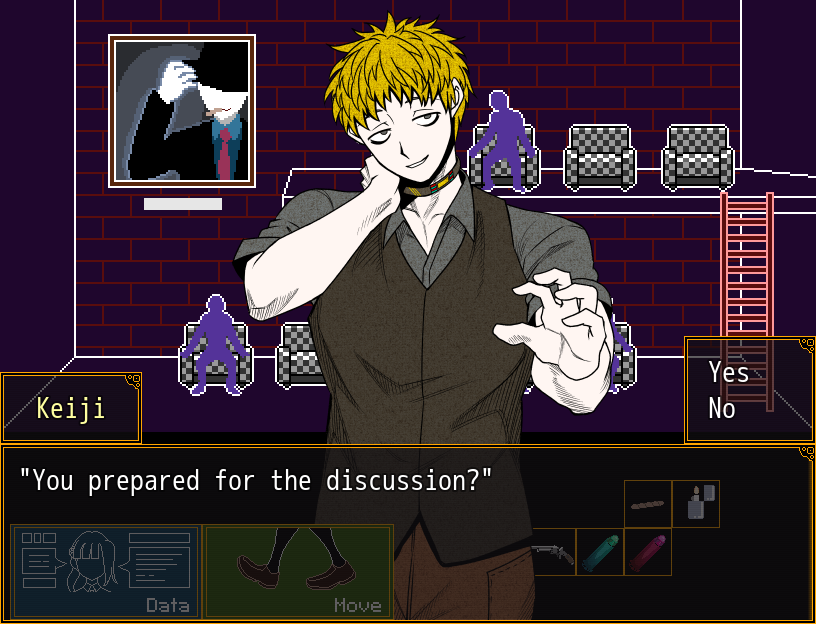 Keiji
Yes
No
"You prepared for the discussion?"
Data
Move